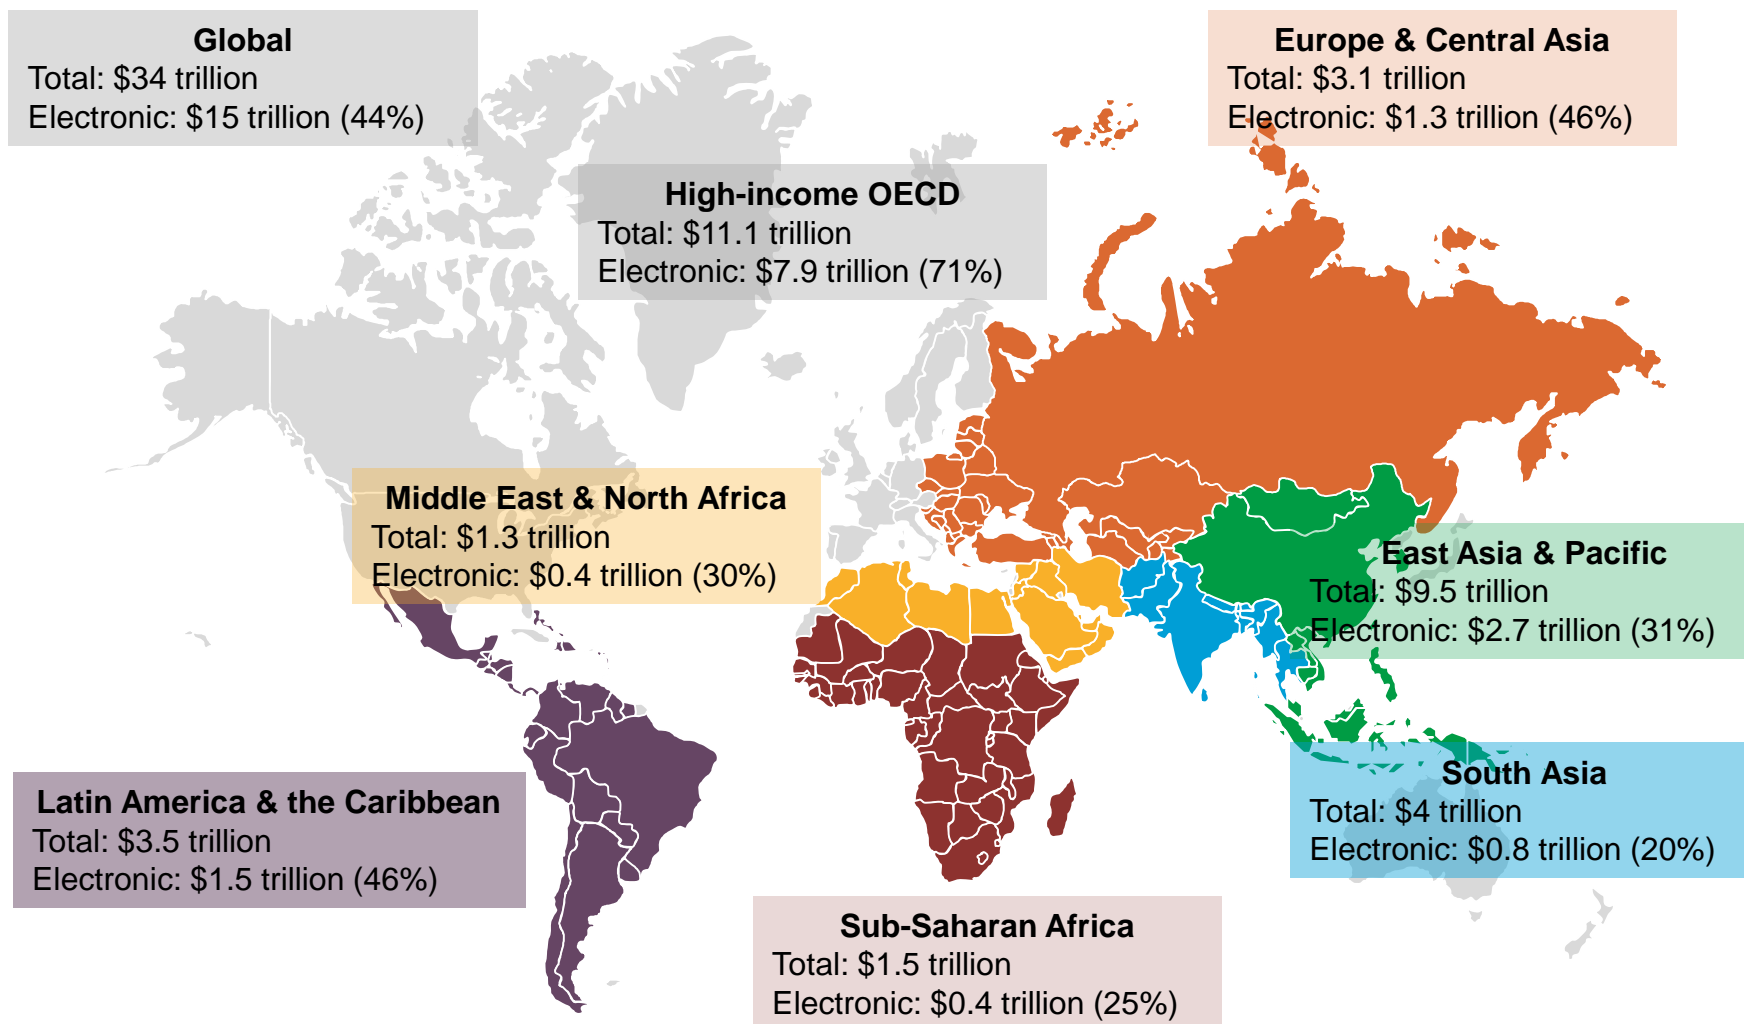 Global
Total: $34 trillion
Electronic: $15 trillion (44%)
Europe & Central Asia
Total: $3.1 trillion
Electronic: $1.3 trillion (46%)
High-income OECD
Total: $11.1 trillion
Electronic: $7.9 trillion (71%)
Middle East & North Africa
Total: $1.3 trillion
Electronic: $0.4 trillion (30%)
East Asia & Pacific
Total: $9.5 trillion
Electronic: $2.7 trillion (31%)
Latin America & the Caribbean
Total: $3.5 trillion
Electronic: $1.5 trillion (46%)
South Asia
Total: $4 trillion
Electronic: $0.8 trillion (20%)
Sub-Saharan Africa
Total: $1.5 trillion
Electronic: $0.4 trillion (25%)